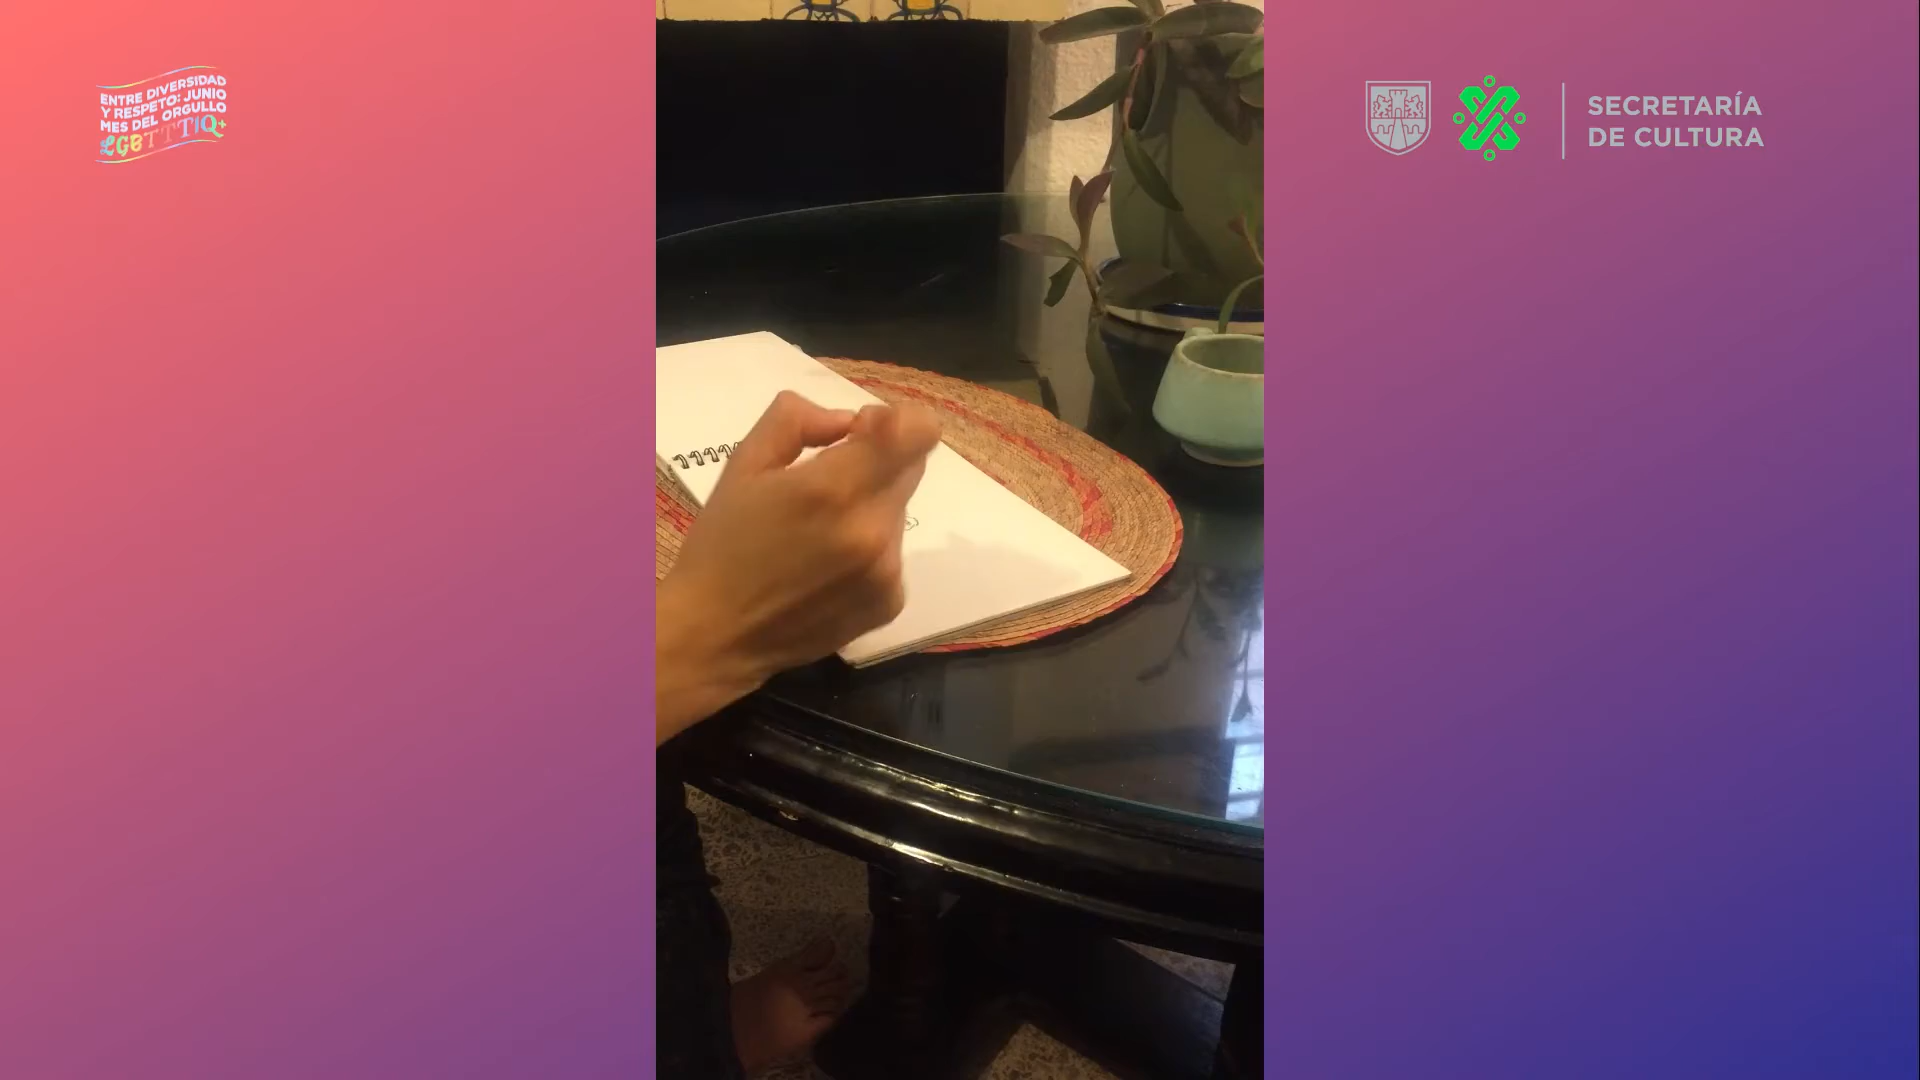 ENTRE DIVERSIDAD
Y RESPETO: JUNIO
MES DEL ORGULLO
LGBTTTIQ+
SECRETARÍA
DE CULTURA